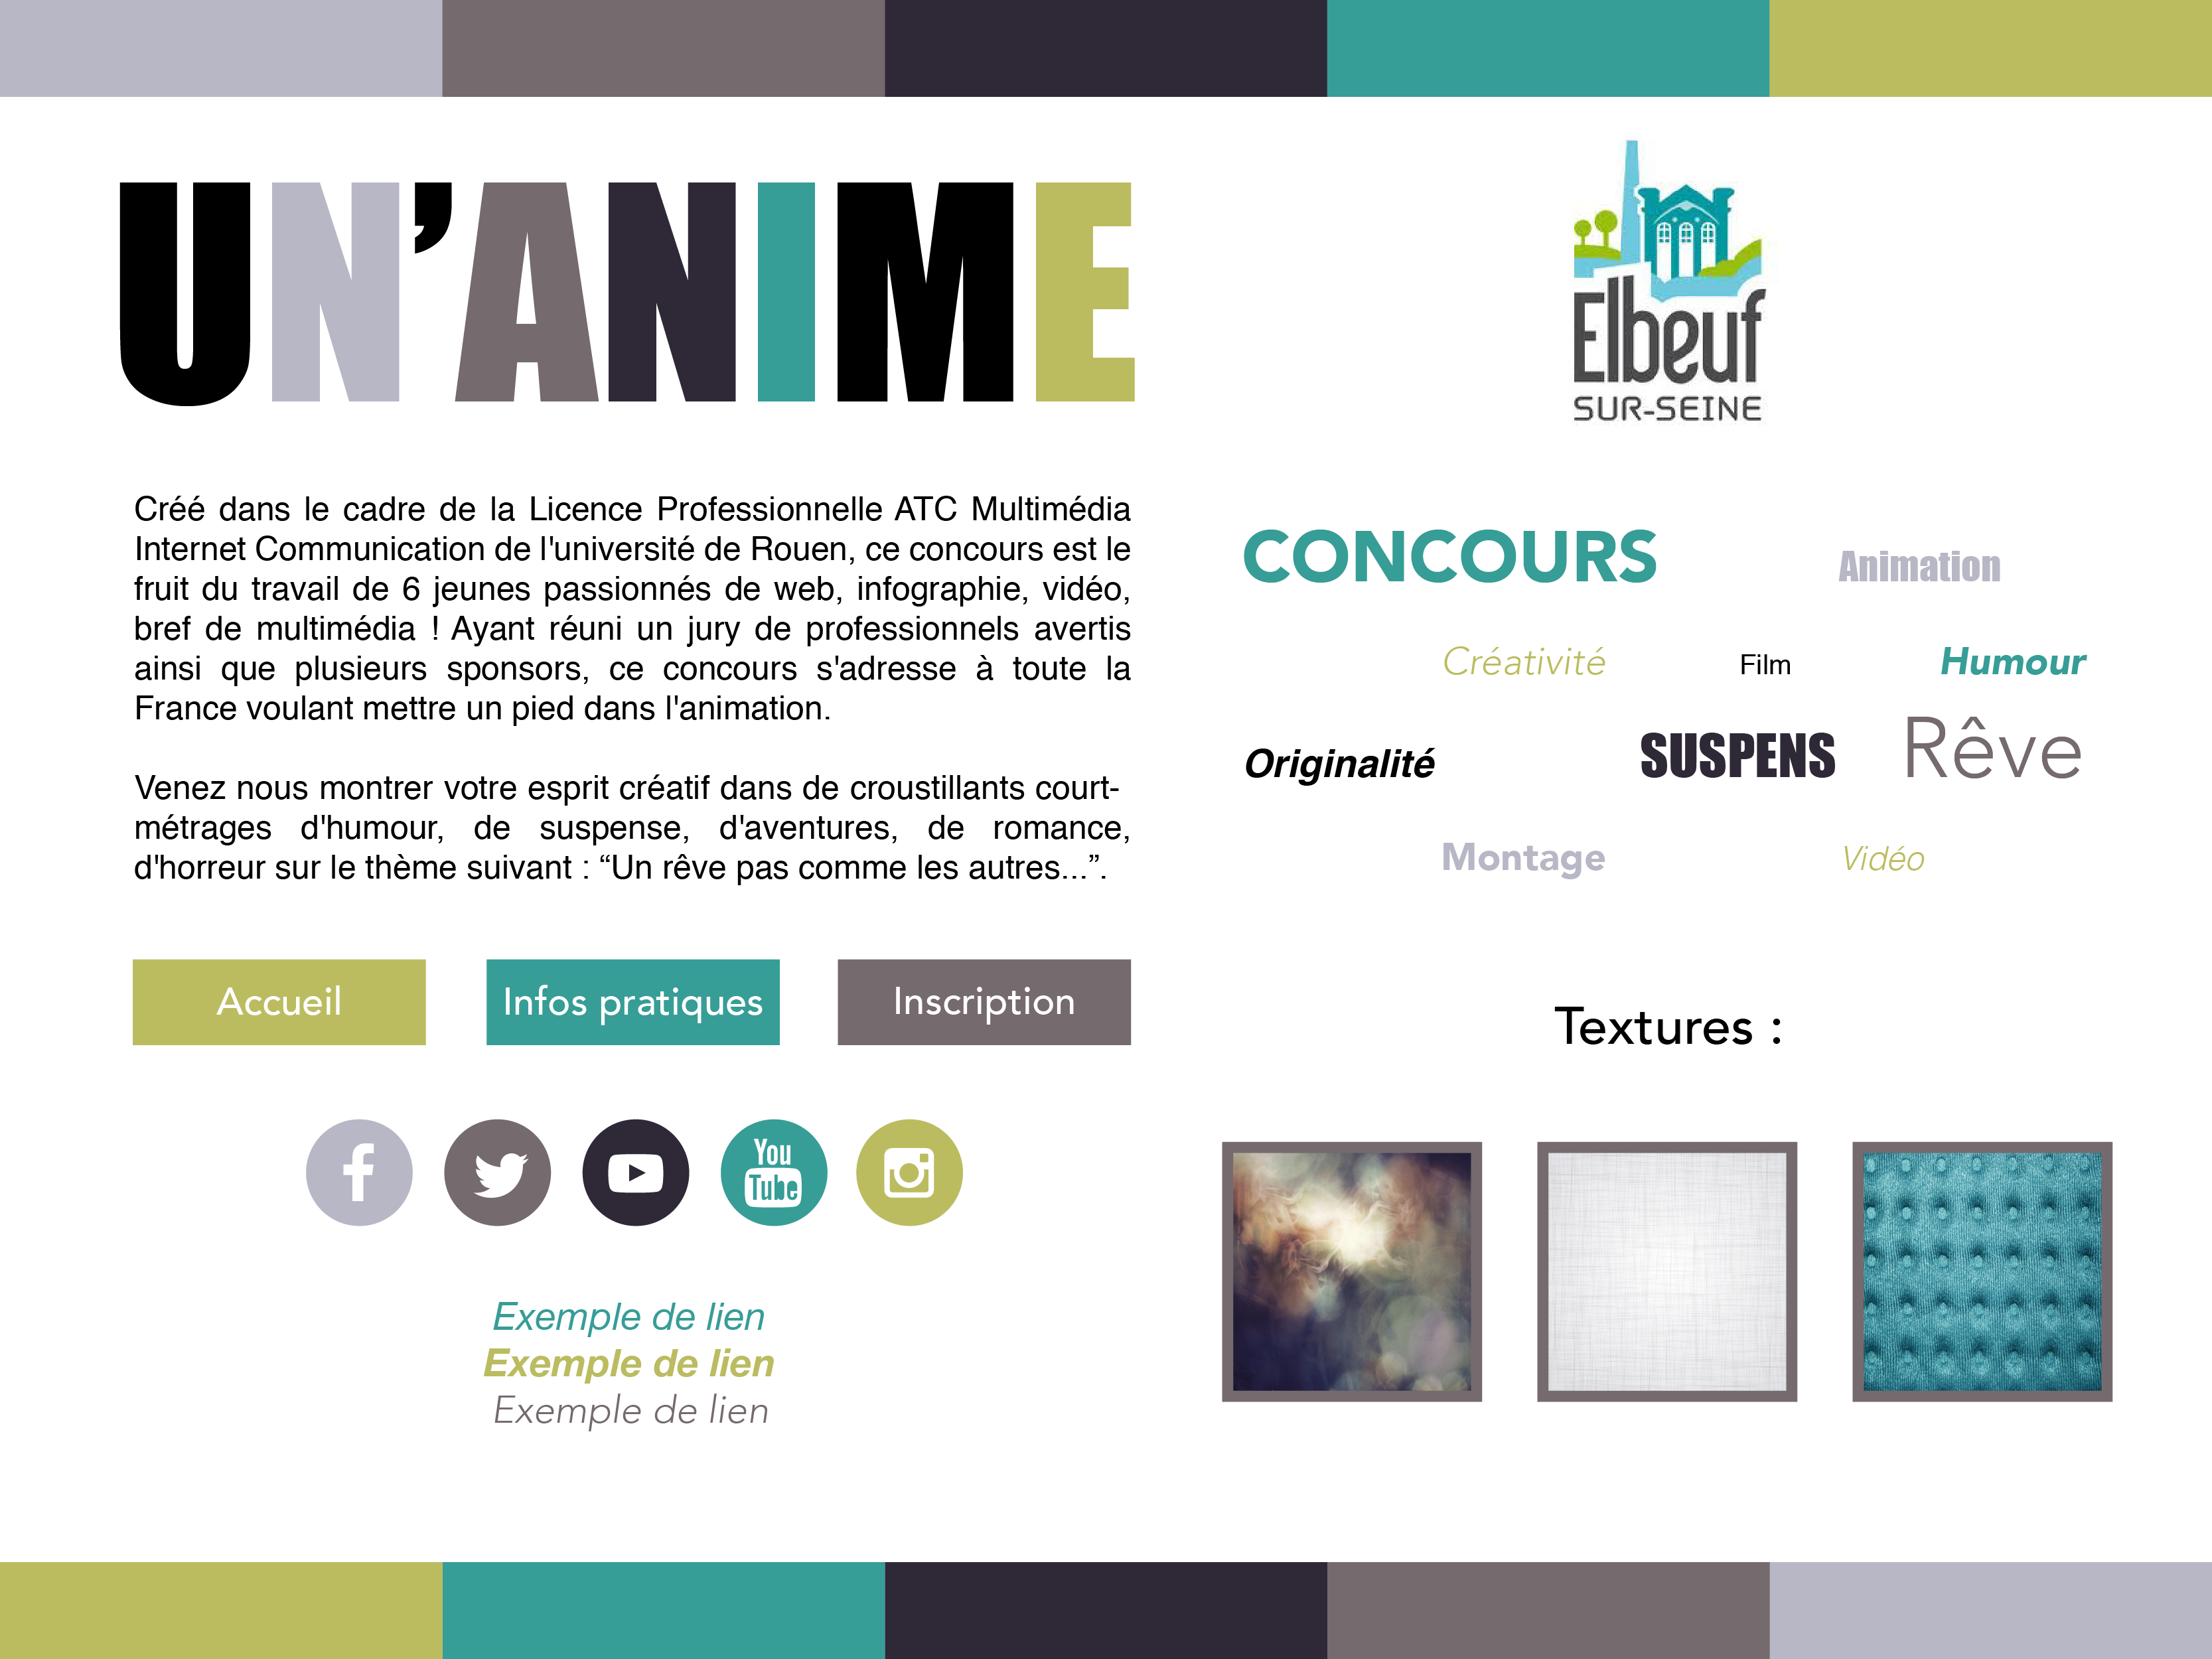 UN’ANIME
Elbeuf
SUR-SEINE
Créé dans le cadre de la Licence Professionnelle ATC Multimédia
Internet Communication de l'université de Rouen, ce concours est le
fruit du travail de 6 jeunes passionnés de web, infographie, vidéo,
bref de multimédia ! Ayant réuni un jury de professionnels avertis
ainsi que plusieurs sponsors, ce concours s'adresse à toute la
France voulant mettre un pied dans l'animation.
Venez nous montrer votre esprit créatif dans de croustillants court-
métrages d'humour, de suspense, d'aventures, de romance,
d'horreur sur le thème suivant : “Un rêve pas comme les autres...”.
CONCOURS
Animation
Créativité
Film
Humour
Originalité
SUSPENS
Rêve
Montage
Vidéo
Accueil
Infos pratiques
Inscription
You
Tube
Exemple de lien
Exemple de lien
Exemple de lien
Textures :